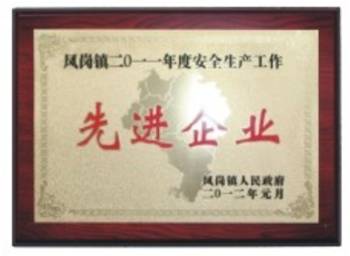 凤岗镇二〇一一年度安全生产工作
先进企业
凤岗镇人民政府
二〇一二年元月